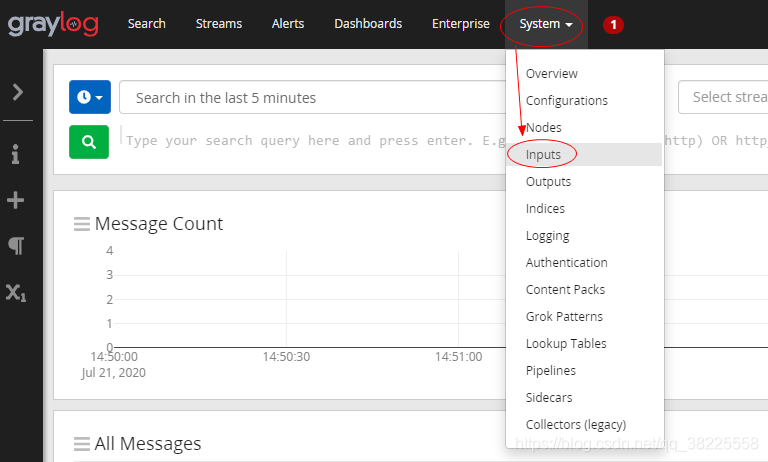 graylog Search Streams Alerts Dashboards Enterprise System 1
Search in the last 5 minutes
Select strea
Type your search query here and press enter. E.g
http) OR http_
Overview
Configurations
Nodes
Inputs
Outputs
Indices
Logging
Authentication
Content Packs
Grok Patterns
Lookup Tables
Pipelines
Sidecars
Collectors (legacy)
Message Count
4
3
2
1
0
14:50:00 14:50:30 14:51:00
Jul 21, 2020
All Messages
X1
https://blog.csdn.net/qq_38225558